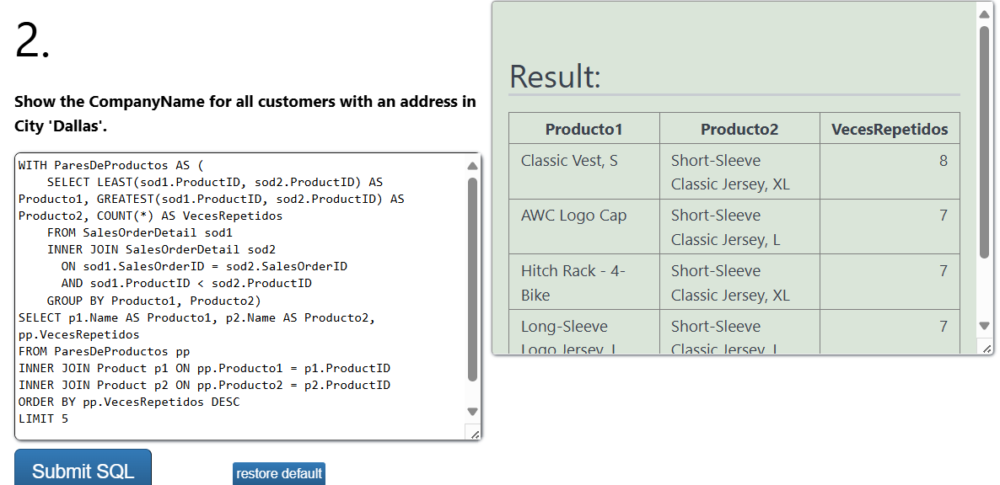 2.
Show the CompanyName for all customers with an address in
City 'Dallas'.
WITH ParesDeProductos AS (
    SELECT LEAST(sod1.ProductID, sod2.ProductID) AS
Producto1, GREATEST(sod1.ProductID, sod2.ProductID) AS
Producto2, COUNT(*) AS VecesRepetidos
    FROM SalesOrderDetail sod1
    INNER JOIN SalesOrderDetail sod2
      ON sod1.SalesOrderID = sod2.SalesOrderID
      AND sod1.ProductID < sod2.ProductID
    GROUP BY Producto1, Producto2)
SELECT p1.Name AS Producto1, p2.Name AS Producto2,
pp.VecesRepetidos
FROM ParesDeProductos pp
INNER JOIN Product p1 ON pp.Producto1 = p1.ProductID
INNER JOIN Product p2 ON pp.Producto2 = p2.ProductID
ORDER BY pp.VecesRepetidos DESC
LIMIT 5
Submit SQL
restore default
Result:
Producto1 Producto2 VecesRepetidos
Classic Vest, S Short-Sleeve 8
Classic Jersey, XL
AWC Logo Cap Short-Sleeve 7
Classic Jersey, L
Hitch Rack - 4- Short-Sleeve 7
Bike Classic Jersey, XL
Long-Sleeve Short-Sleeve 7
Logo Jersey, L Classic Jersey, L